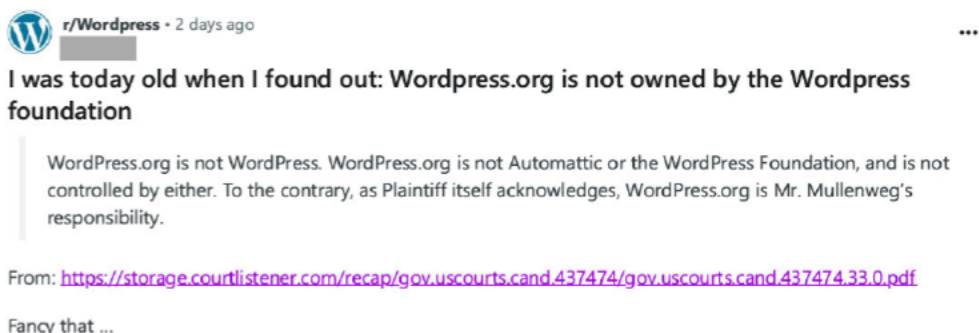 r/Wordpress • 2 days ago
I was today old when I found out: Wordpress.org is not owned by the Wordpress
foundation
WordPress.org is not WordPress. WordPress.org is not Automattic or the WordPress Foundation, and is not
controlled by either. To the contrary, as Plaintiff itself acknowledges, WordPress.org is Mr. Mullenweg's
responsibility.
From: https://storage.courtlistener.com/recap/gov.uscourts.cand.437474/gov.uscourts.cand.437474.33.0.pdf
Fancy that ...